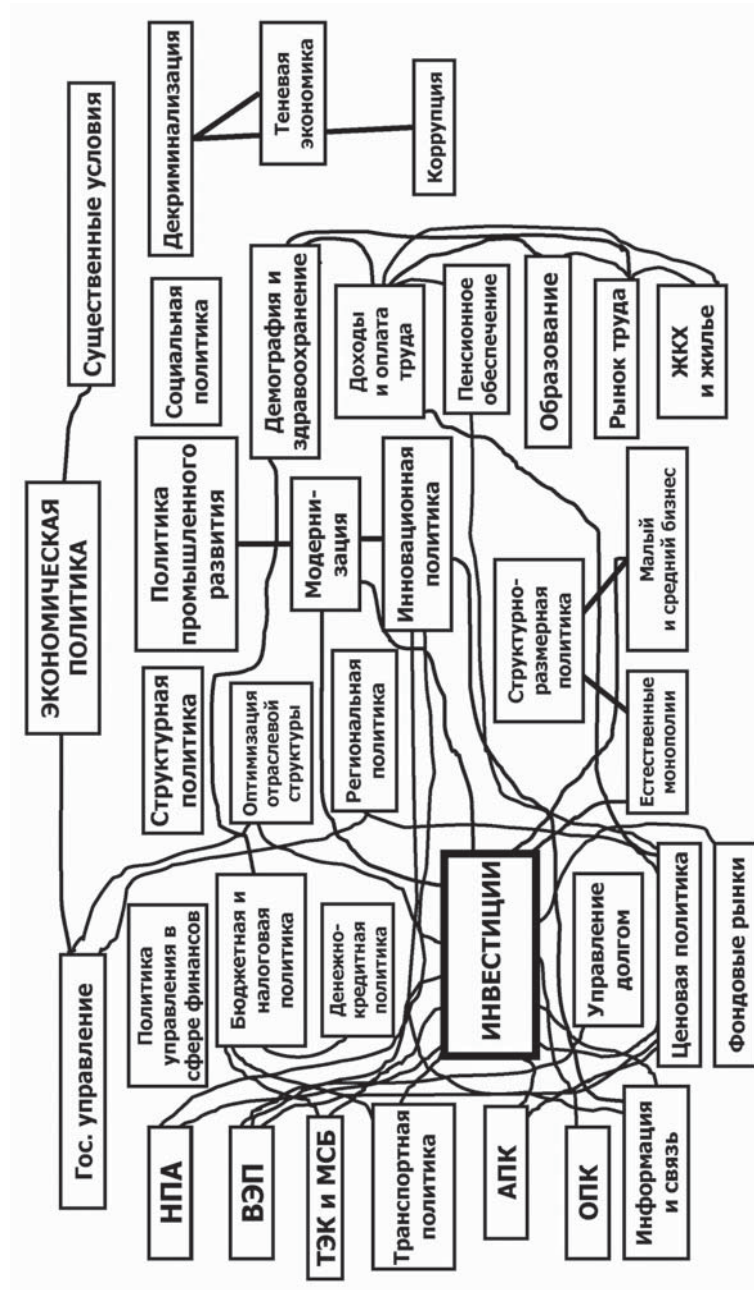 ЭКОНОМИЧЕСКАЯ
ПОЛИТИКА
Гос. управление
Существенные условия
Политика
управления в
сфере финансов
Структурная
политика
Политика
промышленного
развития
Социальная
политика
Декриминализация
НПА
Бюджетная и
налоговая
политика
Оптимизация
отраслевой
структуры
Модерни-
зация
Демография и
здравоохранение
Теневая
экономика
ВЭП
Денежно-
кредитная
политика
Региональная
политика
Инновационная
политика
Доходы
и оплата
труда
Коррупция
ТЭК и МСБ
Транспортная
политика
ИНВЕСТИЦИИ
Пенсионное
обеспечение
АПК
Структурно-
размерная
политика
Образование
ОПК
Управление
долгом
Естественные
монополии
Малый
и средний бизнес
Рынок труда
Информация
и связь
Ценовая политика
ЖКХ
и жилье
Фондовые рынки